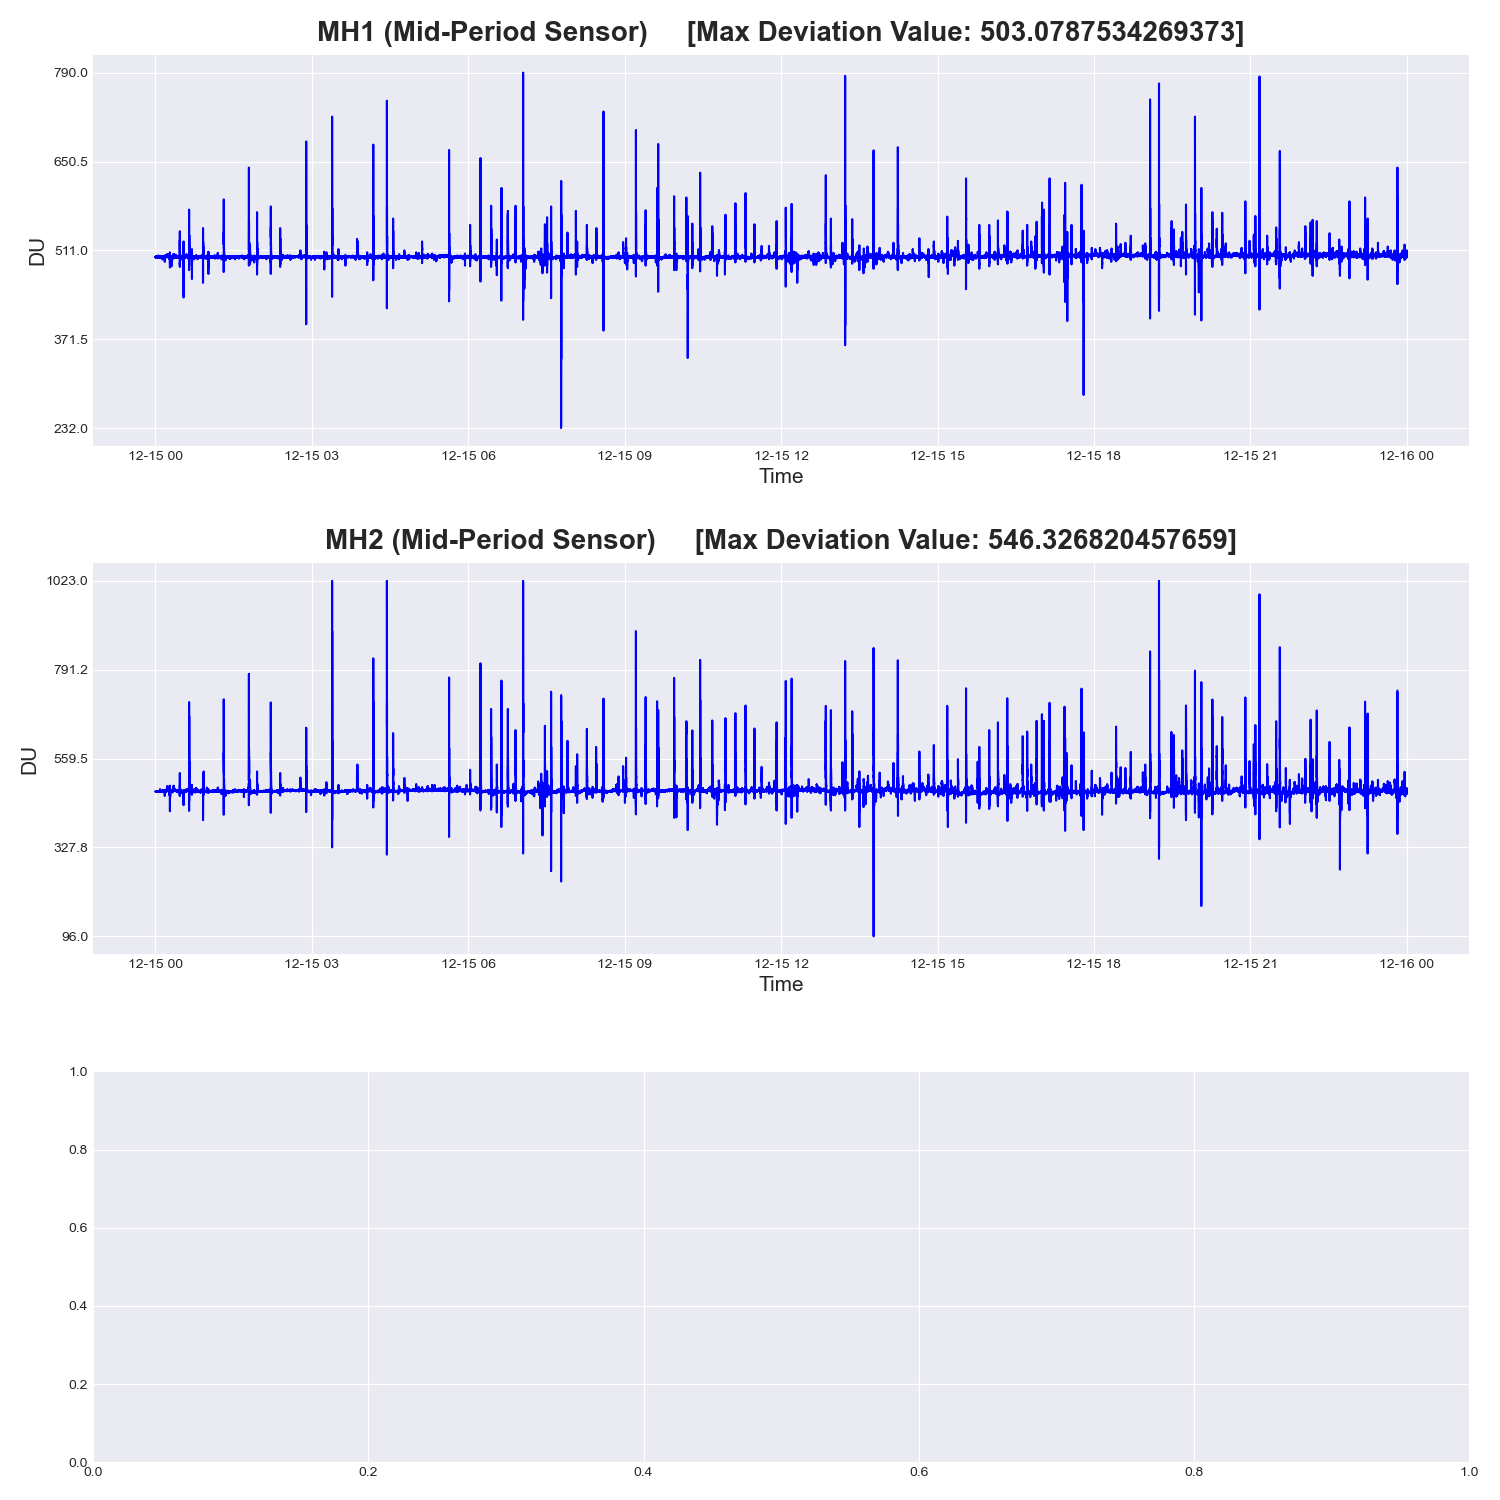 MH1 (Mid-Period Sensor) [Max Deviation Value: 503.0787534269373]
790.0
650.5
511.0
371.5
232.0
DU
12-15 00 12-15 03 12-15 06 12-15 09 12-15 12 12-15 15 12-15 18 12-15 21 12-16 00
Time
MH2 (Mid-Period Sensor) [Max Deviation Value: 546.326820457659]
1023.0
791.2
559.5
327.8
96.0
DU
12-15 00 12-15 03 12-15 06 12-15 09 12-15 12 12-15 15 12-15 18 12-15 21 12-16 00
Time
1.0
0.8
0.6
0.4
0.2
0.0
0.0 0.2 0.4 0.6 0.8 1.0